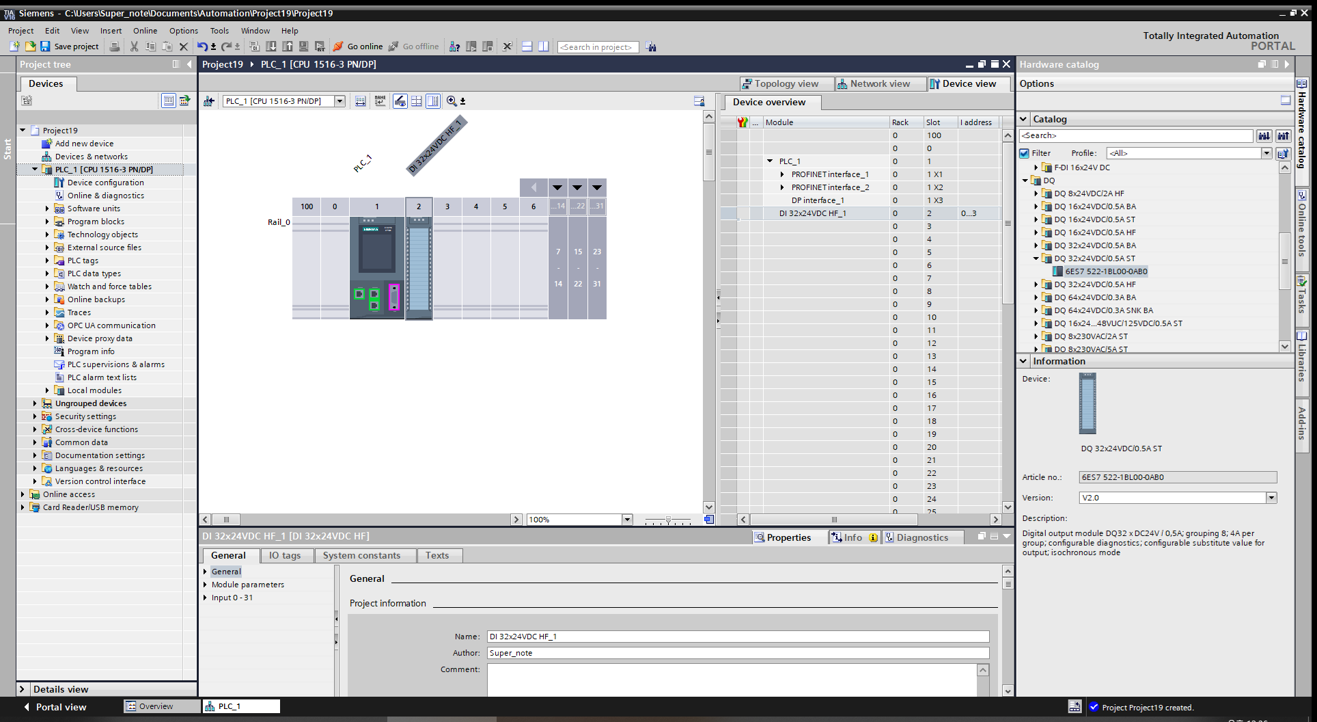 Siemens - C:\Users\Super_note\Documents\Automation\Project19\Project19
Project Edit View Insert Online Options Tools Window Help
Totally Integrated Automation
PORTAL
Save project
Go online
Go offline
<Search in project>
Project tree
Project19 PLC_1 [CPU 1516-3 PN/DP]
Hardware catalog
Devices
Topology view
Network view
Device view
Options
PLC_1 [CPU 1516-3 PN/DP]
Device overview
Start
Project19
Add new device
Devices & networks
PLC_1 [CPU 1516-3 PN/DP]
Device configuration
Online & diagnostics
Software units
Program blocks
Technology objects
External source files
PLC tags
PLC data types
Watch and force tables
Online backups
Traces
OPC UA communication
Device proxy data
Program info
PLC supervisions & alarms
PLC alarm text lists
Local modules
Ungrouped devices
Security settings
Cross-device functions
Common data
Documentation settings
Languages & resources
Version control interface
Online access
Card Reader/USB memory
Details view
PLC_1
DI 32x24VDC HF_1
100 0 1 2 3 4 5 6 ...14 ...22 ...31
Rail_0
SIEMENS
7 15 23
- - -
14 22 31
100%
... Module Rack Slot I address
0 100
0 0
PLC_1 0 1
PROFINET interface_1 0 1 X1
PROFINET interface_2 0 1 X2
DP interface_1 0 1 X3
DI 32x24VDC HF_1 0 2 0...3
0 3
0 4
0 5
0 6
0 7
0 8
0 9
0 10
0 11
0 12
0 13
0 14
0 15
0 16
0 17
0 18
0 19
0 20
0 21
0 22
0 23
0 24
0 25
DI 32x24VDC HF_1 [DI 32x24VDC HF]
Properties
Info
Diagnostics
General IO tags System constants Texts
General
Module parameters
Input 0 - 31
General
Project information
Name: DI 32x24VDC HF_1
Author: Super_note
Comment:
Catalog
<Search>
Filter Profile: <All>
F-DI 16x24V DC
DQ
DQ 8x24VDC/2A HF
DQ 16x24VDC/0.5A BA
DQ 16x24VDC/0.5A ST
DQ 16x24VDC/0.5A HF
DQ 32x24VDC/0.5A BA
DQ 32x24VDC/0.5A ST
6ES7 522-1BL00-0AB0
DQ 32x24VDC/0.5A HF
DQ 64x24VDC/0.3A BA
DQ 64x24VDC/0.3A SNK BA
DQ 16x24...48VUC/125VDC/0.5A ST
DQ 8x230VAC/2A ST
DQ 8x230VAC/5A ST
Information
Device:
DQ 32x24VDC/0.5A ST
Article no.: 6ES7 522-1BL00-0AB0
Version: V2.0
Description:
Digital output module DQ32 x DC24V / 0,5A; grouping 8; 4A per
group; configurable diagnostics; configurable substitute value for
output; isochronous mode
Hardware catalog
Online tools
Tasks
Libraries
Add-ins
Portal view
Overview
PLC_1
Project Project19 created.